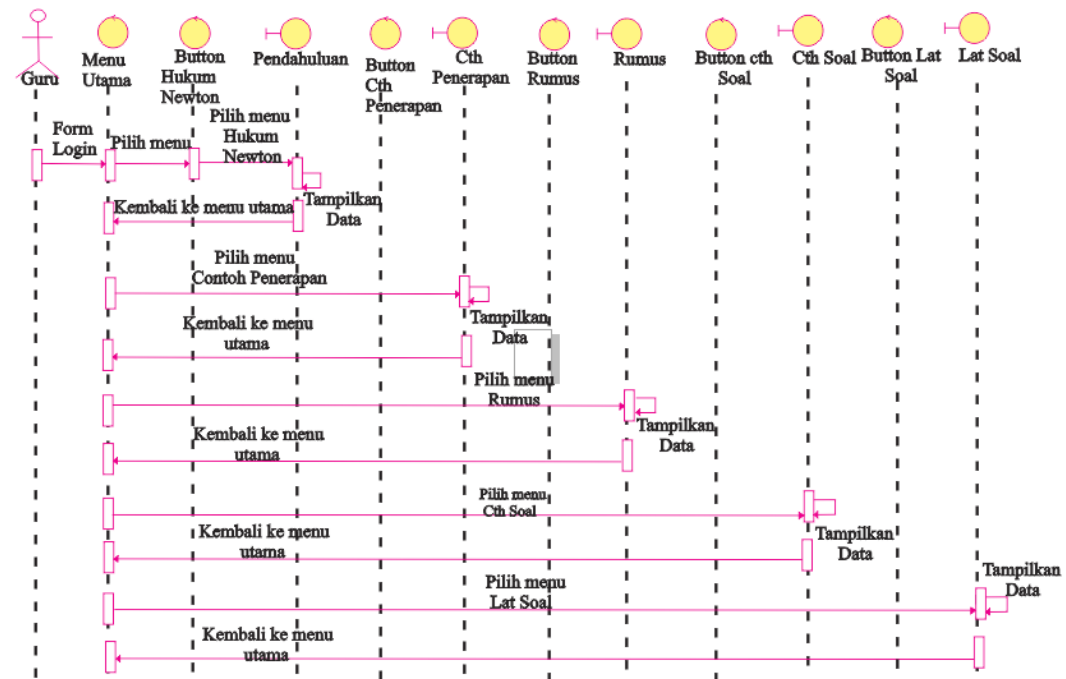 Guru
Menu
Utama
Button
Hukum
Newton
Pendahuluan
Button
Cth
Penerapan
Cth
Penerapan
Button
Rumus
Rumus
Button cth
Soal
Cth Soal
Button Lat
Soal
Lat Soal
Form
Login
Pilih menu
Pilih menu
Hukum
Newton
Tampilkan
Data
Kembali ke menu utama
Pilih menu
Contoh Penerapan
Tampilkan
Data
Kembali ke menu
utama
Pilih menu
Rumus
Tampilkan
Data
Kembali ke menu
utama
Pilih menu
Cth Soal
Tampilkan
Data
Kembali ke menu
utama
Pilih menu
Lat Soal
Tampilkan
Data
Kembali ke menu
utama